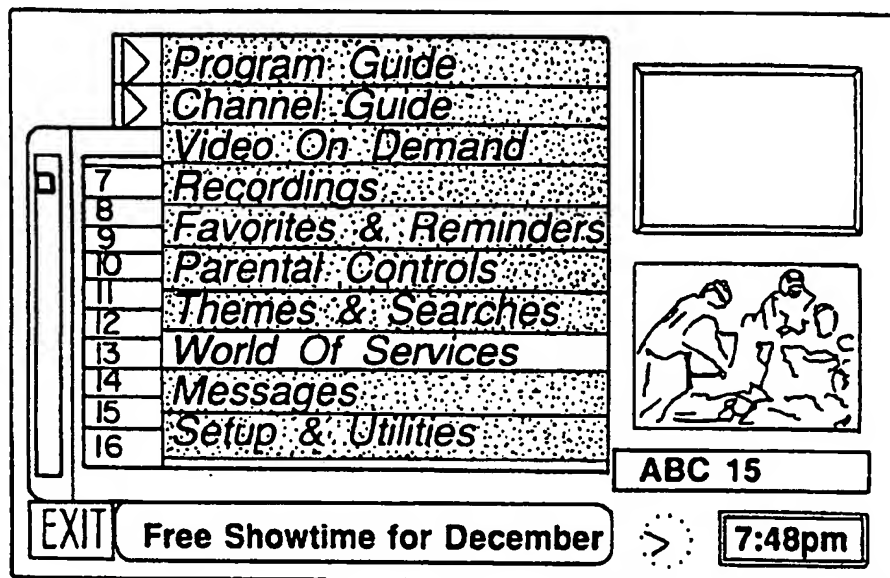 Program Guide
Channel Guide
Video On Demand
7 Recordings
8
9 Favorites & Reminders
10 Parental Controls
11
12 Themes & Searches
13 World Of Services
14 Messages
15
16 Setup & Utilities
ABC 15
EXIT Free Showtime for December 7:48pm